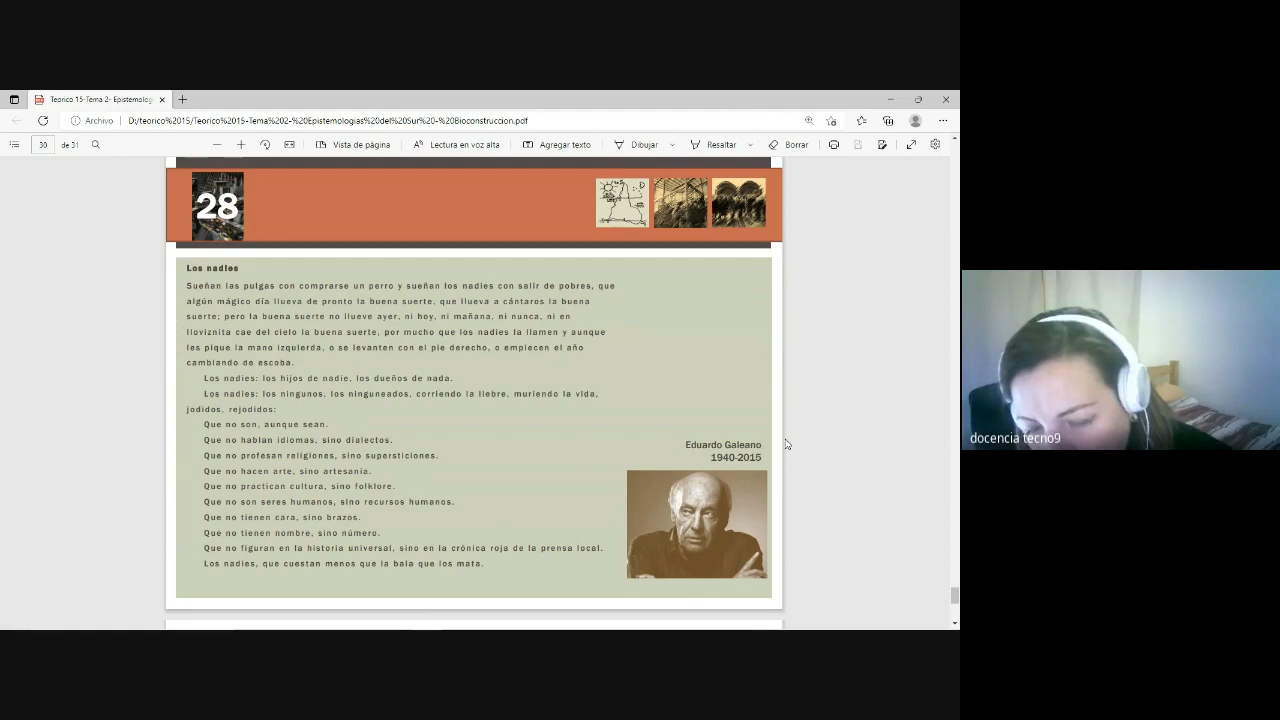 Teorico 15-Tema 2- Epistemolog
Archivo
D:/teorico%2015/Teorico%2015-Tema%202-%20Epistemologias%20del%20Sur%20-%20Bioconstruccion.pdf
30
de 31
Vista de página
Lectura en voz alta
Agregar texto
Dibujar
Resaltar
Borrar
28
Los nadies
Sueñan las pulgas con comprarse un perro y sueñan los nadies con salir de pobres, que
algún mágico día llueva de pronto la buena suerte, que llueva a cántaros la buena
suerte; pero la buena suerte no llueve ayer, ni hoy, ni mañana, ni nunca, ni en
lloviznita cae del cielo la buena suerte, por mucho que los nadies la llamen y aunque
les pique la mano izquierda, o se levanten con el pie derecho, o empiecen el año
cambiando de escoba.
Los nadies: los hijos de nadie, los dueños de nada.
Los nadies: los ningunos, los ninguneados, corriendo la liebre, muriendo la vida,
jodidos, rejodidos:
Que no son, aunque sean.
Que no hablan idiomas, sino dialectos.
Que no profesan religiones, sino supersticiones.
Que no hacen arte, sino artesanía.
Que no practican cultura, sino folklore.
Que no son seres humanos, sino recursos humanos.
Que no tienen cara, sino brazos.
Que no tienen nombre, sino número.
Que no figuran en la historia universal, sino en la crónica roja de la prensa local.
Los nadies, que cuestan menos que la bala que los mata.
Eduardo Galeano
1940-2015
docencia tecno9